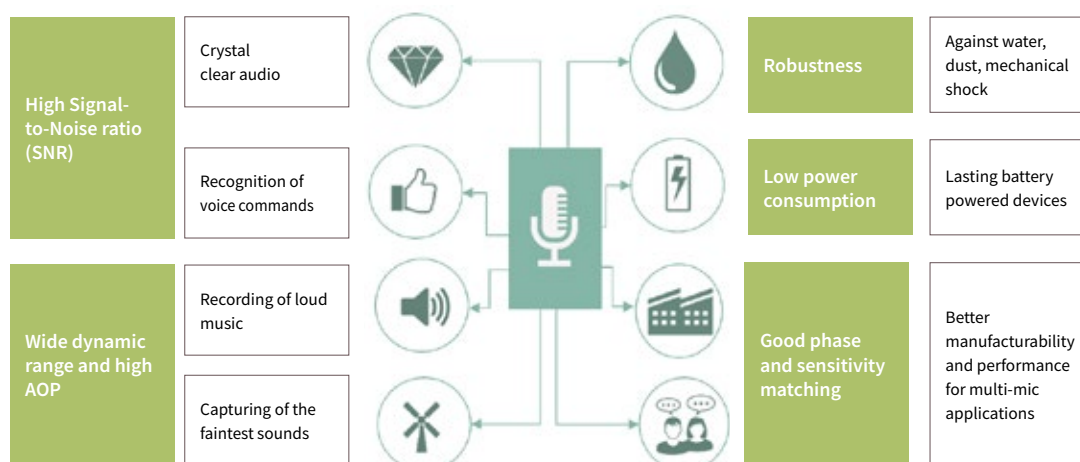 High Signal-
to-Noise ratio
(SNR)
Crystal
clear audio
Recognition of
voice commands
Wide dynamic
range and high
AOP
Recording of loud
music
Capturing of the
faintest sounds
Robustness
Against water,
dust, mechanical
shock
Low power
consumption
Lasting battery
powered devices
Good phase
and sensitivity
matching
Better
manufacturability
and performance
for multi-mic
applications